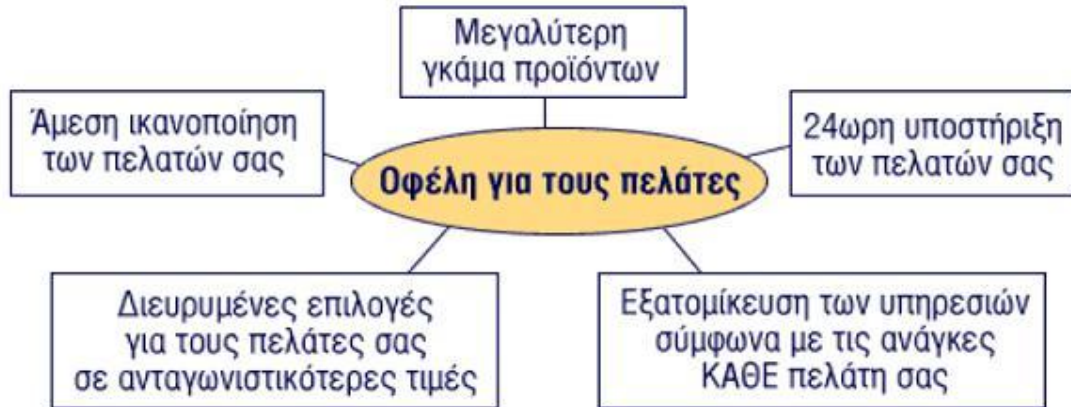 Μεγαλύτερη
γκάμα προϊόντων
Άμεση ικανοποίηση
των πελατών σας
24ωρη υποστήριξη
των πελατών σας
Οφέλη για τους πελάτες
Διευρυμένες επιλογές
για τους πελάτες σας
σε ανταγωνιστικότερες τιμές
Εξατομίκευση των υπηρεσιών
σύμφωνα με τις ανάγκες
ΚΑΘΕ πελάτη σας